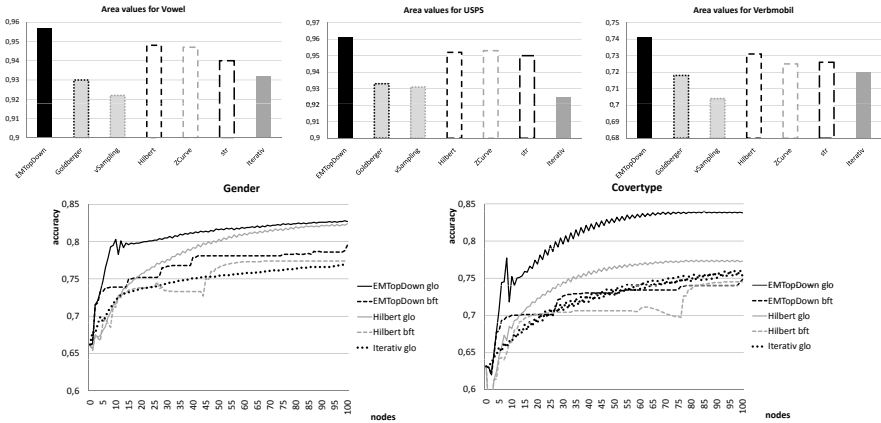 Area values for Vowel
0,96
0,95
0,94
0,93
0,92
0,91
0,9
EMTopDown
Goldberger
vSampling
Hilbert
ZCurve
str
Iterativ
Area values for USPS
0,97
0,96
0,95
0,94
0,93
0,92
0,91
0,9
EMTopDown
Goldberger
vSampling
Hilbert
ZCurve
str
Iterativ
Area values for Verbmobil
0,75
0,74
0,73
0,72
0,71
0,7
0,69
0,68
EMTopDown
Goldberger
vSampling
Hilbert
ZCurve
str
Iterativ
Gender
accuracy
0,85
0,8
0,75
0,7
0,65
0,6
0 5 10 15 20 25 30 35 40 45 50 55 60 65 70 75 80 85 90 95 100
nodes
EMTopDown glo
EMTopDown bft
Hilbert glo
Hilbert bft
Iterativ glo
Covertype
accuracy
0,85
0,8
0,75
0,7
0,65
0,6
0 5 10 15 20 25 30 35 40 45 50 55 60 65 70 75 80 85 90 95 100
nodes
EMTopDown glo
EMTopDown bft
Hilbert glo
Hilbert bft
Iterativ glo